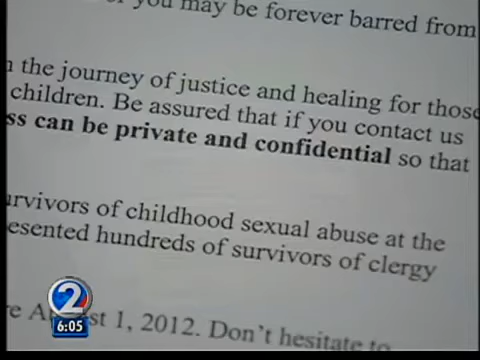 you may be forever barred from
the journey of justice and healing for those
children. Be assured that if you contact us
ss can be private and confidential so that
urvivors of childhood sexual abuse at the
esented hundreds of survivors of clergy
st 1, 2012. Don't hesitate to
2
6:05